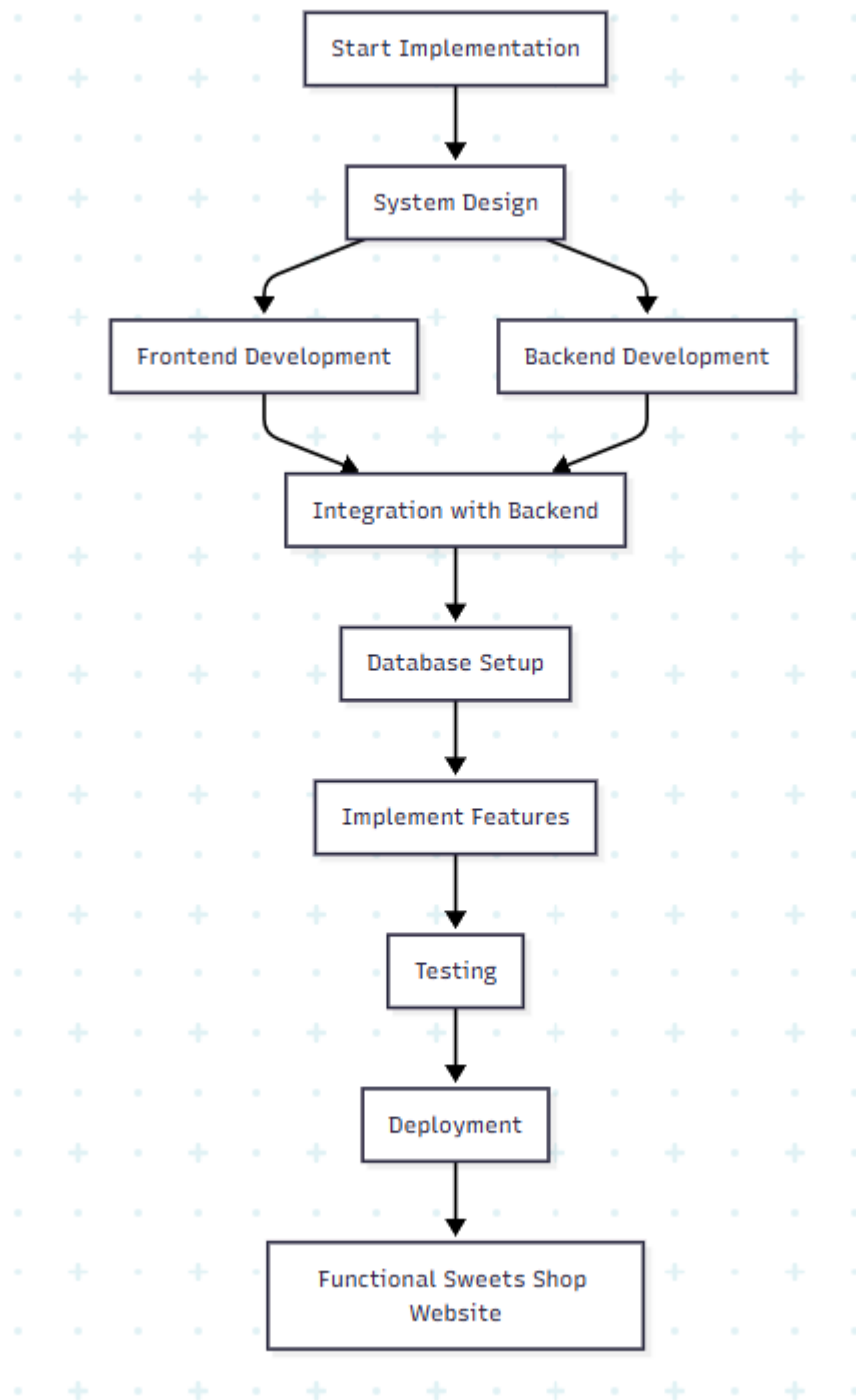 Start Implementation
System Design
Frontend Development
Backend Development
Integration with Backend
Database Setup
Implement Features
Testing
Deployment
Functional Sweets Shop
Website